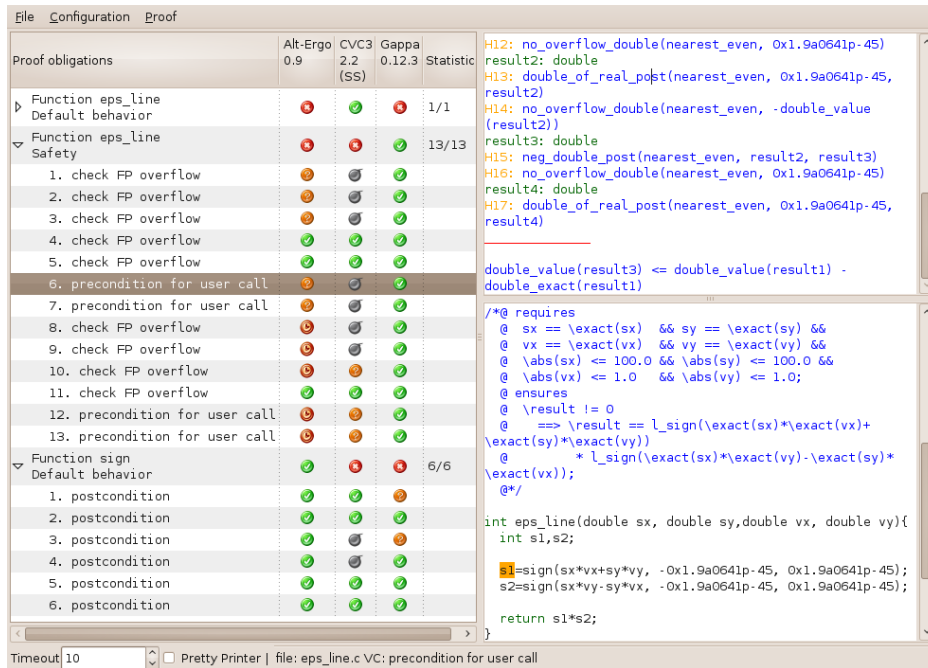 File Configuration Proof
Proof obligations Alt-Ergo 0.9 CVC3 2.2 (SS) Gappa 0.12.3 Statistic
Function eps_line
Default behavior 1/1
Function eps_line
Safety 13/13
1. check FP overflow
2. check FP overflow
3. check FP overflow
4. check FP overflow
5. check FP overflow
6. precondition for user call
7. precondition for user call
8. check FP overflow
9. check FP overflow
10. check FP overflow
11. check FP overflow
12. precondition for user call
13. precondition for user call
Function sign
Default behavior 6/6
1. postcondition
2. postcondition
3. postcondition
4. postcondition
5. postcondition
6. postcondition
H12: no_overflow_double(nearest_even, 0x1.9a0641p-45)
result2: double
H13: double_of_real_post(nearest_even, 0x1.9a0641p-45,
result2)
H14: no_overflow_double(nearest_even, -double_value
(result2))
result3: double
H15: neg_double_post(nearest_even, result2, result3)
H16: no_overflow_double(nearest_even, 0x1.9a0641p-45)
result4: double
H17: double_of_real_post(nearest_even, 0x1.9a0641p-45,
result4)
double_value(result3) <= double_value(result1) -
double_exact(result1)
/*@ requires
@ sx == \exact(sx) && sy == \exact(sy) &&
@ vx == \exact(vx) && vy == \exact(vy) &&
@ \abs(sx) <= 100.0 && \abs(sy) <= 100.0 &&
@ \abs(vx) <= 1.0 && \abs(vy) <= 1.0;
@ ensures
@ \result != 0
@ ==> \result == l_sign(\exact(sx)*\exact(vx)+
\exact(sy)*\exact(vy))
@ * l_sign(\exact(sx)*\exact(vy)-\exact(sy)*
\exact(vx));
@*/
int eps_line(double sx, double sy,double vx, double vy){
int s1,s2;
s1=sign(sx*vx+sy*vy, -0x1.9a0641p-45, 0x1.9a0641p-45);
s2=sign(sx*vy-sy*vx, -0x1.9a0641p-45, 0x1.9a0641p-45);
return s1*s2;
}
Timeout 10 Pretty Printer | file: eps_line.c VC: precondition for user call